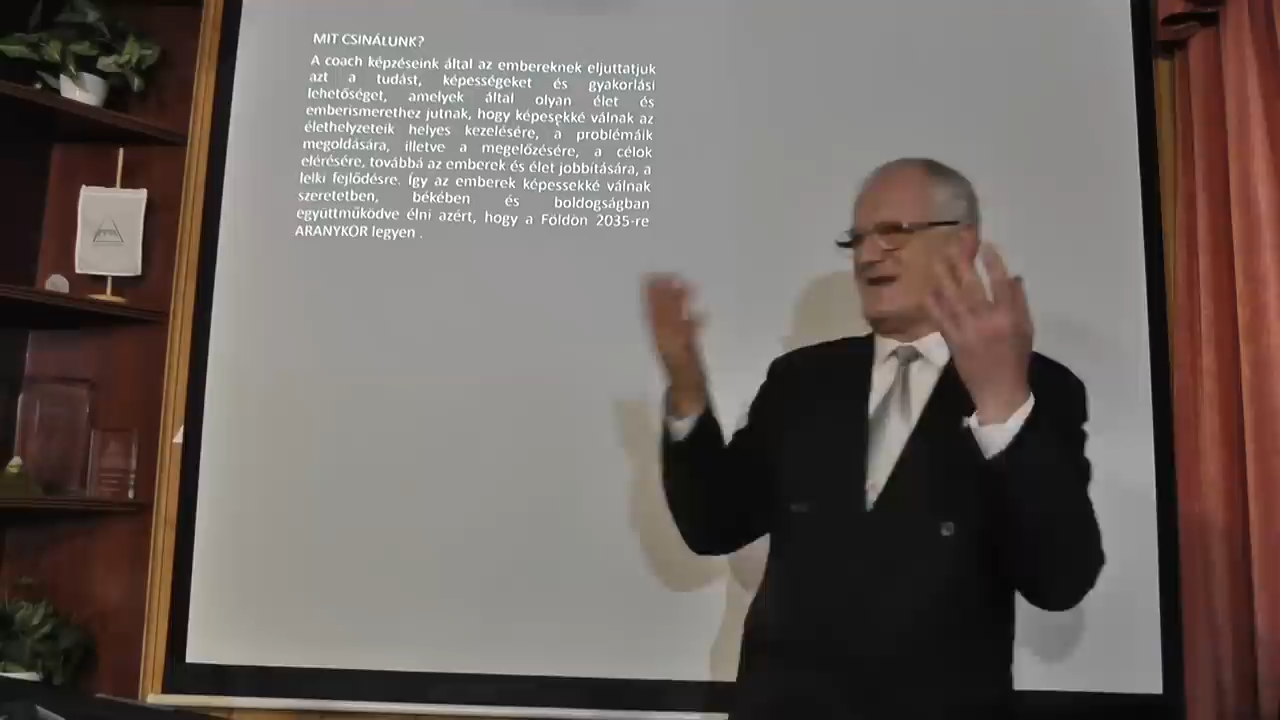 MIT CSINÁLUNK?
A coach képzéseink által az embereknek eljuttatjuk
azt a tudást, képességeket és gyakorlási
lehetőséget, amelyek által olyan élet és
emberismerethez jutnak, hogy képesekké válnak az
élethelyzeteik helyes kezelésére, a problémáik
megoldására, illetve a megelőzésére, a célok
elérésére, továbbá az emberek és élet jobbítására, a
lelki fejlődésre. Így az emberek képessekké válnak
szeretetben, békében és boldogságban
együttműködve élni azért, hogy a Földön 2035-re
ARANYKOR legyen .